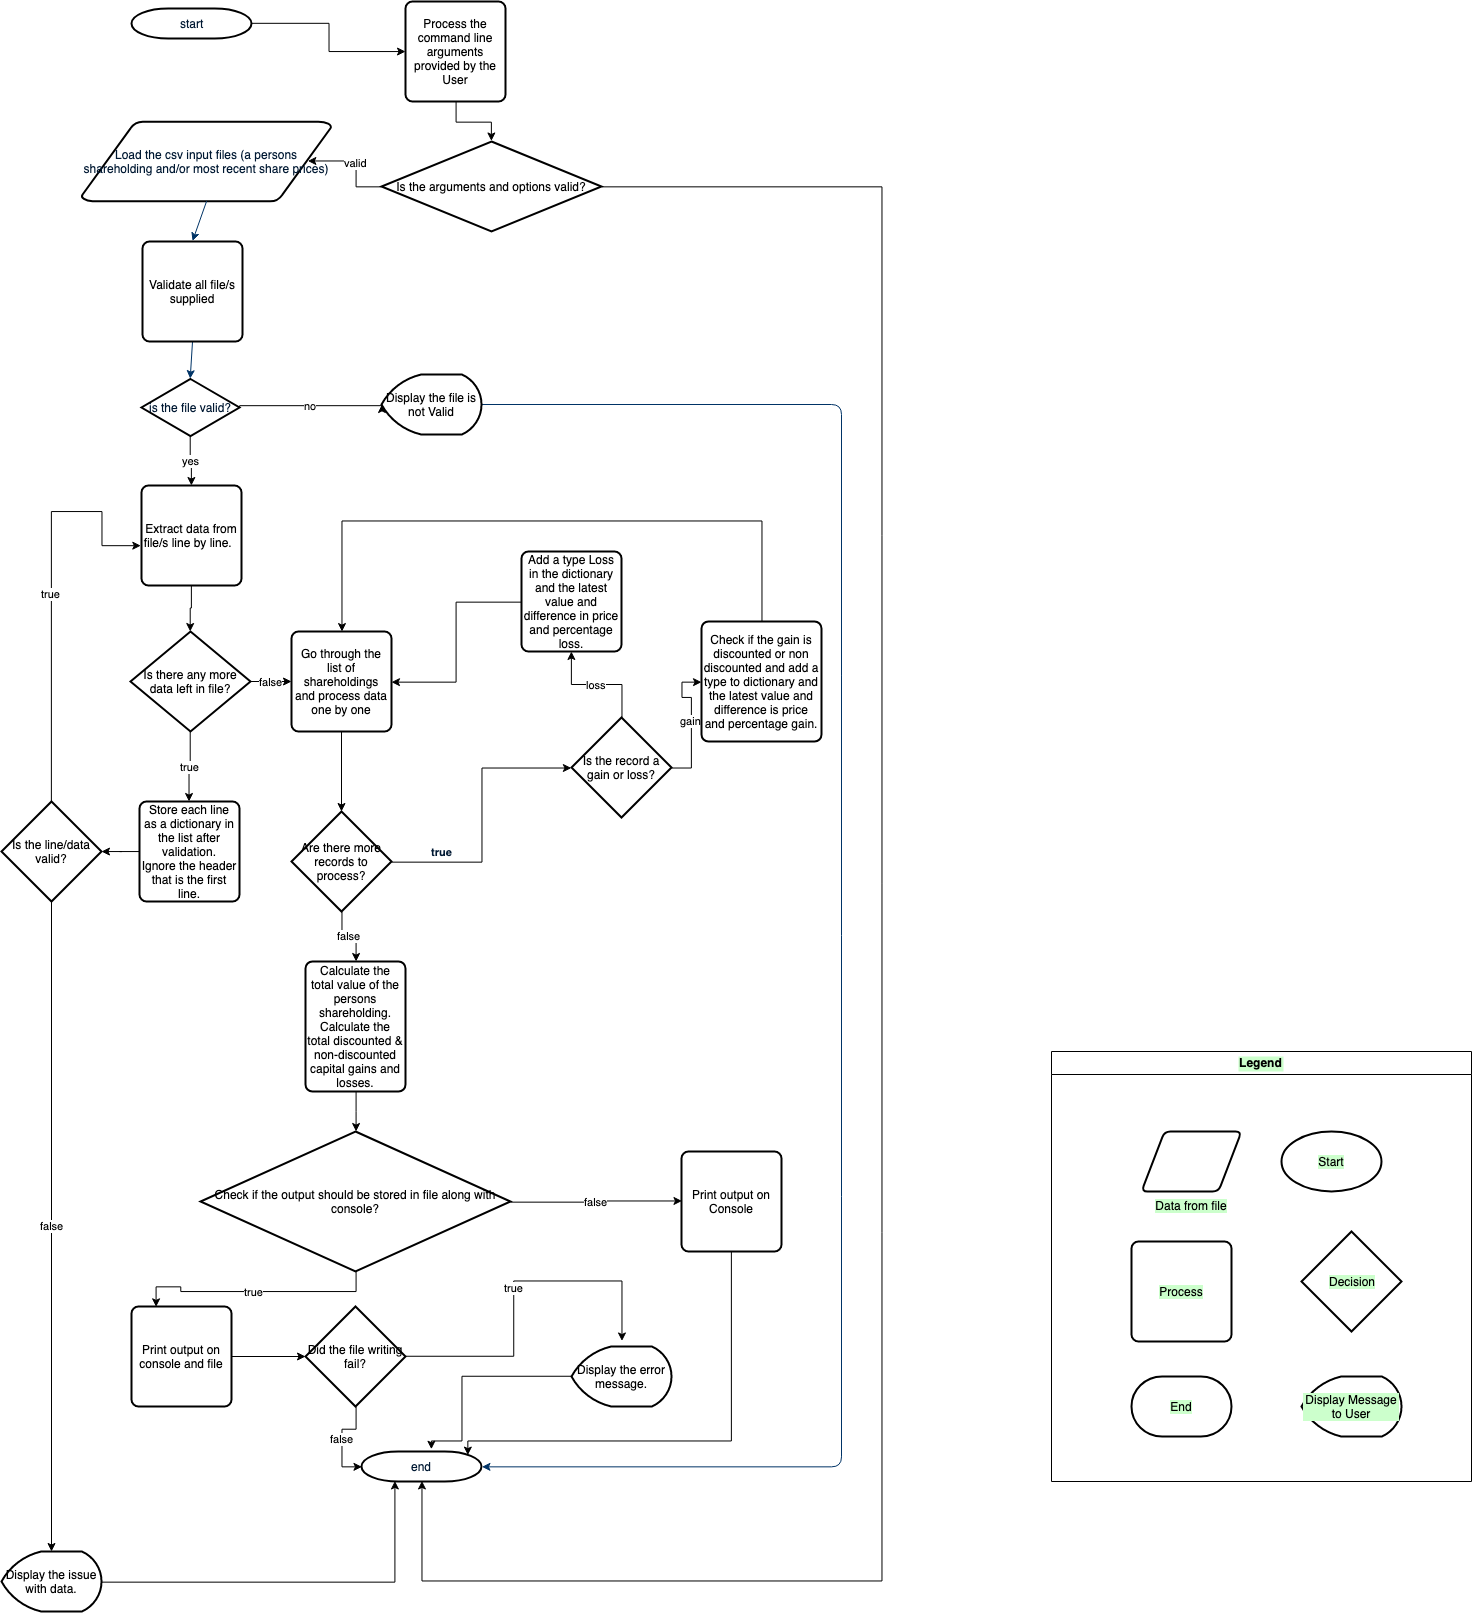 start
Process the
command line
arguments
provided by the
User
Load the csv input files (a persons
shareholding and/or most recent share prices)
valid
Is the arguments and options valid?
Validate all file/s
supplied
is the file valid?
no
Display the file is
not Valid
yes
Extract data from
file/s line by line.
true
Is there any more
data left in file?
false
Go through the
list of
shareholdings
and process data
one by one
Add a type Loss
in the dictionary
and the latest
value and
difference in price
and percentage
loss.
loss
Check if the gain is
discounted or non
discounted and add a
type to dictionary and
the latest value and
difference is price
and percentage gain.
gain
Is the record a
gain or loss?
true
Store each line
as a dictionary in
the list after
validation.
Ignore the header
that is the first
line.
Is the line/data
valid?
Are there more
records to
process?
true
false
Calculate the
total value of the
persons
shareholding.
Calculate the
total discounted &
non-discounted
capital gains and
losses.
Check if the output should be stored in file along with
console?
false
Print output on
Console
false
true
Print output on
console and file
Did the file writing
fail?
true
Display the error
message.
false
end
Display the issue
with data.
Legend
Data from file
Start
Process
Decision
End
Display Message
to User